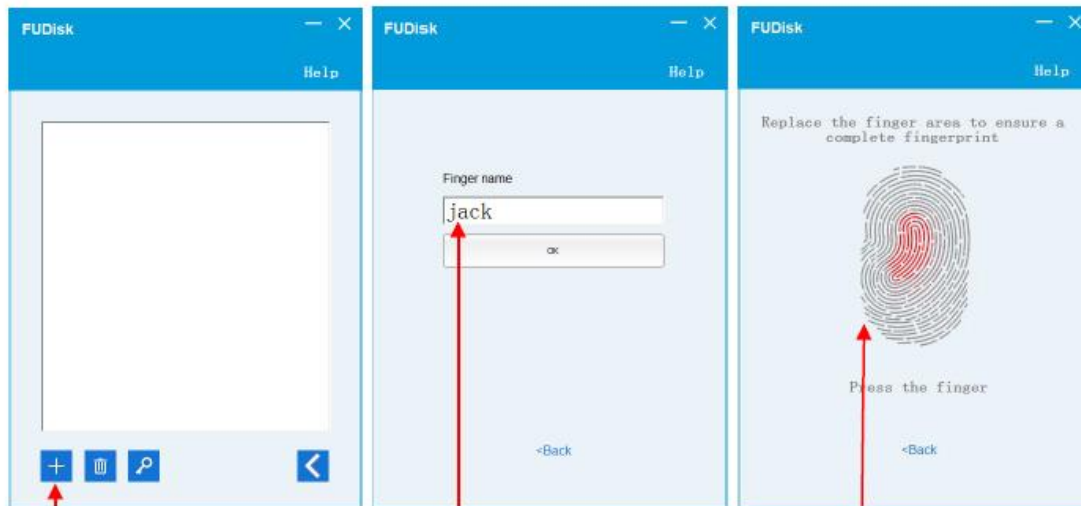 FUDisk
Help
FUDisk
Help
Finger name
jack
OK
<Back
FUDisk
Help
Replace the finger area to ensure a
complete fingerprint
Press the finger
<Back